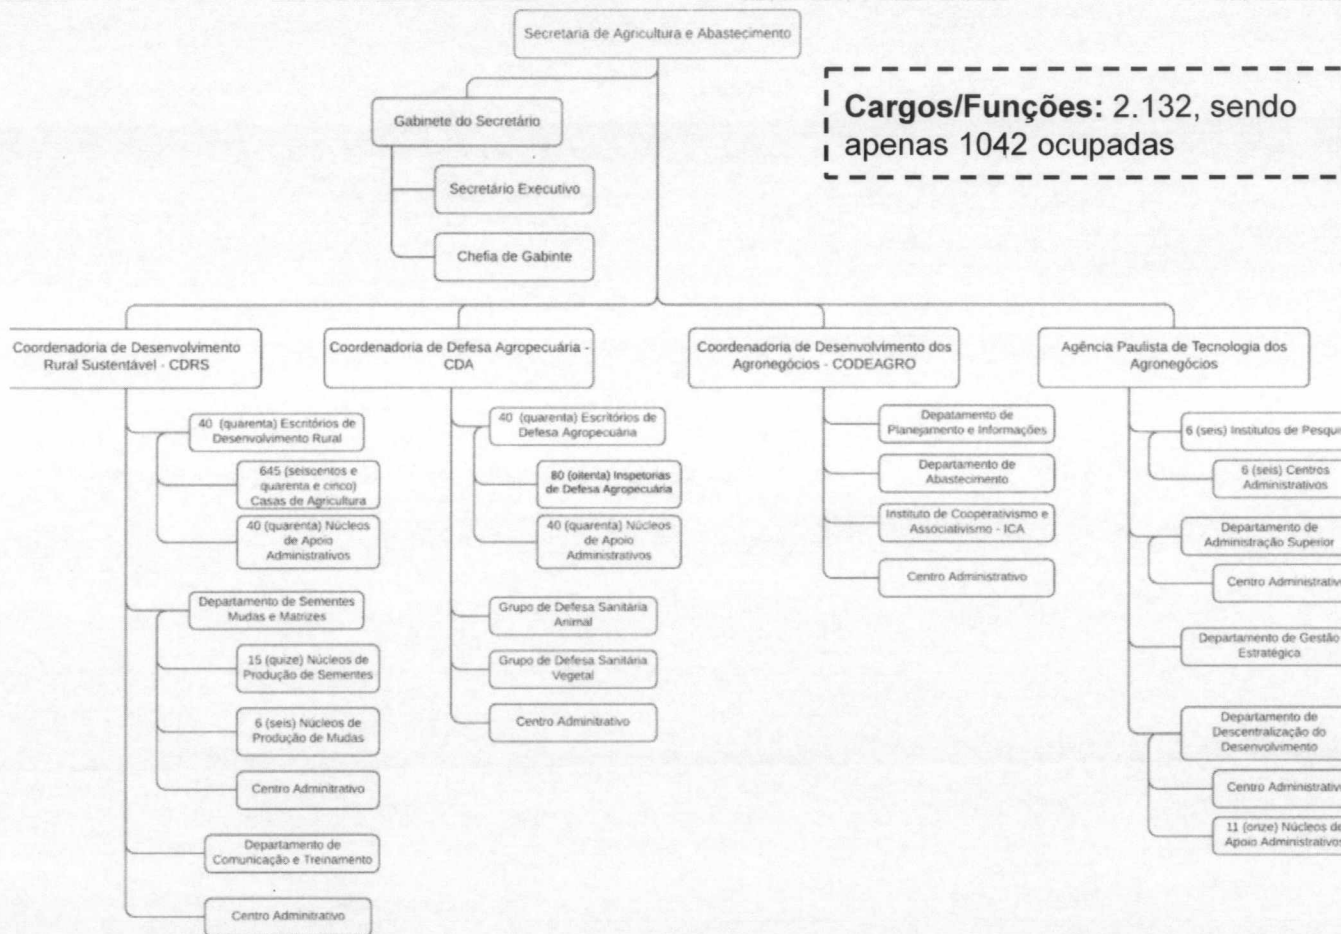 Secretaria de Agricultura e Abastecimento
Cargos/Funções: 2.132, sendo
apenas 1042 ocupadas
Gabinete do Secretário
Secretário Executivo
Chefia de Gabinte
Coordenadoria de Desenvolvimento
Rural Sustentável - CDRS
40 (quarenta) Escritórios de
Desenvolvimento Rural
645 (seiscentos e
quarenta e cinco)
Casas de Agricultura
40 (quarenta) Núcleos
de Apoio
Administrativos
Departamento de Sementes
Mudas e Matrizes
15 (quize) Núcleos de
Produção de Sementes
6 (seis) Núcleos de
Produção de Mudas
Centro Adminitrativo
Departamento de
Comunicação e Treinamento
Centro Adminitrativo
Coordenadoria de Defesa Agropecuária -
CDA
40 (quarenta) Escritórios de
Defesa Agropecuária
80 (oitenta) Inspetorias
de Defesa Agropecuária
40 (quarenta) Núcleos
de Apoio
Administrativos
Grupo de Defesa Sanitária
Animal
Grupo de Defesa Sanitária
Vegetal
Centro Adminitrativo
Coordenadoria de Desenvolvimento dos
Agronegócios - CODEAGRO
Depatamento de
Planejamento e Informações
Departamento de
Abastecimento
Instituto de Cooperativismo e
Associativismo - ICA
Centro Administrativo
Agência Paulista de Tecnologia dos
Agronegócios
6 (seis) Institutos de Pesqui
6 (seis) Centros
Administrativos
Departamento de
Administração Superior
Centro Administrativ
Departamento de Gestão
Estratégica
Departamento de
Descentralização do
Desenvolvimento
Centro Administrativ
11 (onze) Núcleos de
Apoio Administrativos